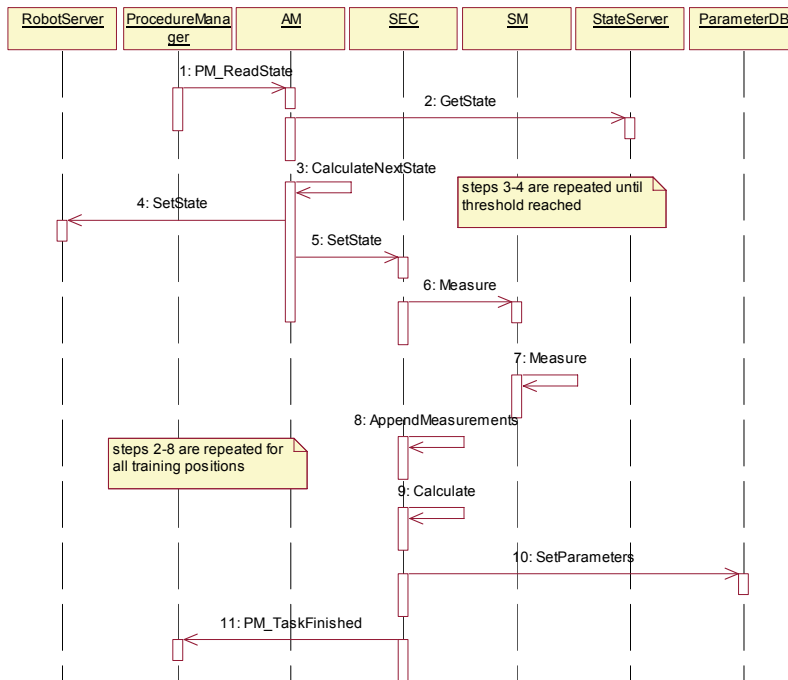 RobotServer
ProcedureMana
ger
AM
SEC
SM
StateServer
ParameterDB
1: PM_ReadState
2: GetState
3: CalculateNextState
steps 3-4 are repeated until
threshold reached
4: SetState
5: SetState
6: Measure
7: Measure
8: AppendMeasurements
steps 2-8 are repeated for
all training positions
9: Calculate
10: SetParameters
11: PM_TaskFinished